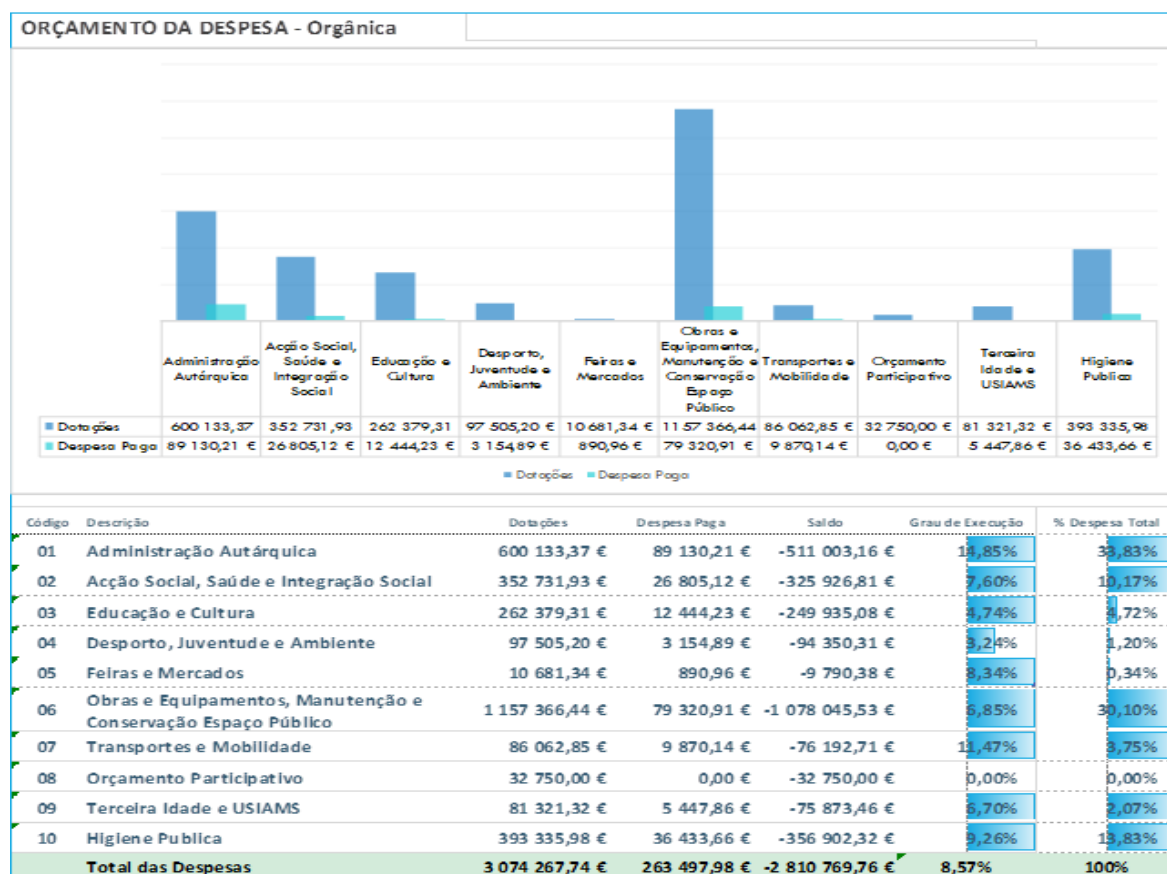 ORÇAMENTO DA DESPESA - Orgânica
Administração Autárquica
Acção Social, Saúde e Integração Social
Educação e Cultura
Desporto, Juventude e Ambiente
Feiras e Mercados
Obras e Equipamentos, Manutenção e Conservação Espaço Público
Transportes e Mobilidade
Orçamento Participativo
Terceira Idade e USIAMS
Higiene Publica
Dotações 600 133,37 352 731,93 262 379,31 97 505,20 € 10 681,34 € 1 157 366,44 86 062,85 € 32 750,00 € 81 321,32 € 393 335,98
Despesa Paga 89 130,21 € 26 805,12 € 12 444,23 € 3 154,89 € 890,96 € 79 320,91 € 9 870,14 € 0,00 € 5 447,86 € 36 433,66 €
Dotações Despesa Paga
Código Descrição Dotações Despesa Paga Saldo Grau de Execução % Despesa Total
01 Administração Autárquica 600 133,37 € 89 130,21 € -511 003,16 € 14,85% 33,83%
02 Acção Social, Saúde e Integração Social 352 731,93 € 26 805,12 € -325 926,81 € 7,60% 10,17%
03 Educação e Cultura 262 379,31 € 12 444,23 € -249 935,08 € 4,74% 4,72%
04 Desporto, Juventude e Ambiente 97 505,20 € 3 154,89 € -94 350,31 € 3,24% 1,20%
05 Feiras e Mercados 10 681,34 € 890,96 € -9 790,38 € 8,34% 0,34%
06 Obras e Equipamentos, Manutenção e
Conservação Espaço Público 1 157 366,44 € 79 320,91 € -1 078 045,53 € 6,85% 30,10%
07 Transportes e Mobilidade 86 062,85 € 9 870,14 € -76 192,71 € 11,47% 3,75%
08 Orçamento Participativo 32 750,00 € 0,00 € -32 750,00 € 0,00% 0,00%
09 Terceira Idade e USIAMS 81 321,32 € 5 447,86 € -75 873,46 € 6,70% 2,07%
10 Higiene Publica 393 335,98 € 36 433,66 € -356 902,32 € 9,26% 13,83%
Total das Despesas 3 074 267,74 € 263 497,98 € -2 810 769,76 € 8,57% 100%